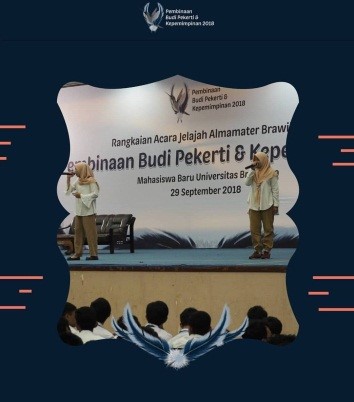 Pembinaan
Budi Pekerti &
Kepemimpinan 2018
Pembinaan
Budi Pekerti &
Kepemimpinan 2018
Rangkaian Acara Jelajah Almamater Brawi
embinaan Budi Pekerti & Kepe
Mahasiswa Baru Universitas Br
29 September 2018